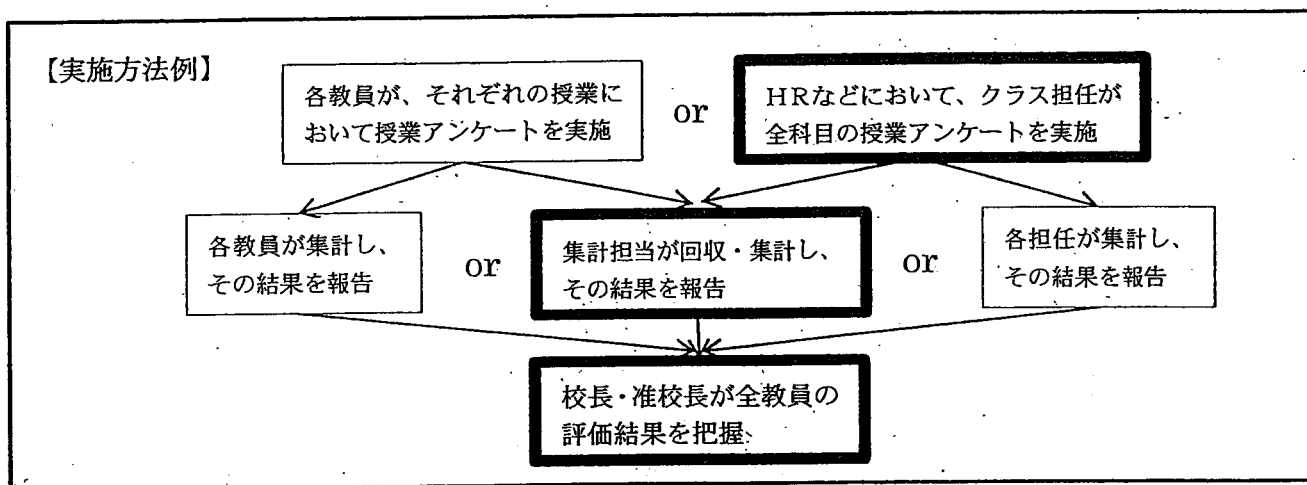 【実施方法例】
各教員が、それぞれの授業に
おいて授業アンケートを実施
or
HRなどにおいて、クラス担任が
全科目の授業アンケートを実施
各教員が集計し、
その結果を報告
or
集計担当が回収・集計し、
その結果を報告
or
各担任が集計し、
その結果を報告
校長・准校長が全教員の
評価結果を把握